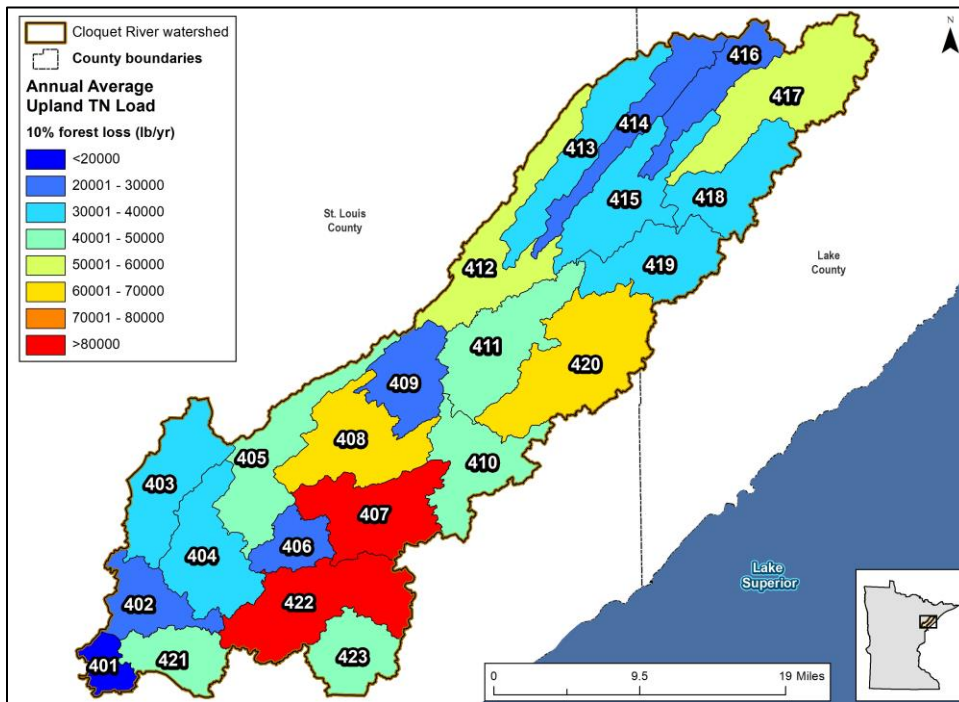 Cloquet River watershed
County boundaries
Annual Average
Upland TN Load
10% forest loss (lb/yr)
<20000
20001 - 30000
30001 - 40000
40001 - 50000
50001 - 60000
60001 - 70000
70001 - 80000
>80000
N
416
417
414
413
415
418
St. Louis
County
412
419
Lake
County
411
420
409
408
405
410
403
407
406
404
Lake
Superior
402
422
423
421
401
0
9.5
19 Miles